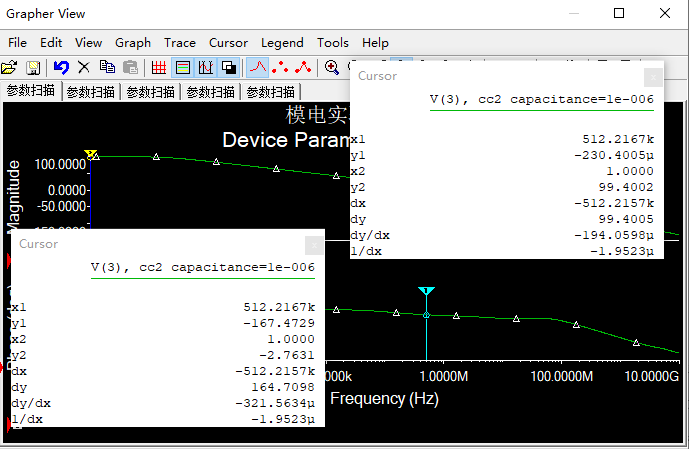 Grapher View
File Edit View Graph Trace Cursor Legend Tools Help
参数扫描 参数扫描 参数扫描 参数扫描 参数扫描
模电实
Device Param
Magnitude
100.0000
0.0000
-50.0000
Cursor
V(3), cc2 capacitance=1e-006
x1 512.2167k
y1 -230.4005µ
x2 1.0000
y2 99.4002
dx -512.2157k
dy 99.4005
dy/dx -194.0598µ
1/dx -1.9523µ
Cursor
V(3), cc2 capacitance=1e-006
x1 512.2167k
y1 -167.4729
x2 1.0000
y2 -2.7631
dx -512.2157k
dy 164.7098
dy/dx -321.5634µ
1/dx -1.9523µ
.0000k 1.0000M 100.0000M 10.0000G
Frequency (Hz)